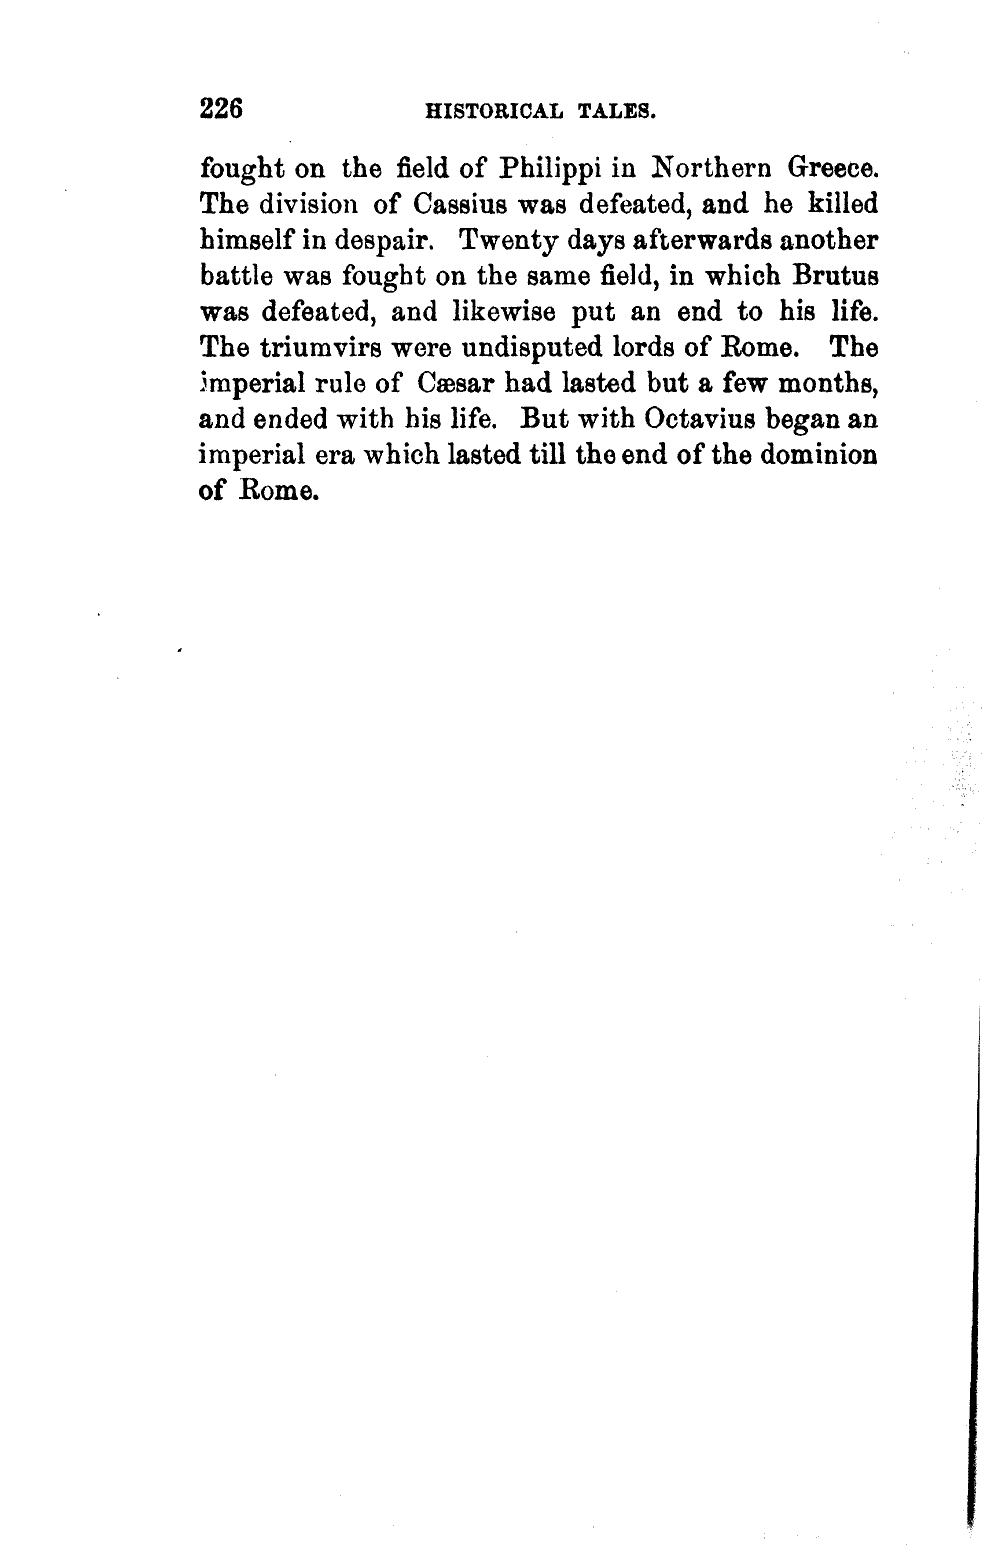 226 HISTORICAL TALES.
fought on the field of Philippi in Northern Greece.
The division of Cassius was defeated, and he killed
himself in despair. Twenty days afterwards another
battle was fought on the same field, in which Brutus
was defeated, and likewise put an end to his life.
The triumvirs were undisputed lords of Rome. The
imperial rule of Cæsar had lasted but a few months,
and ended with his life. But with Octavius began an
imperial era which lasted till the end of the dominion
of Rome.